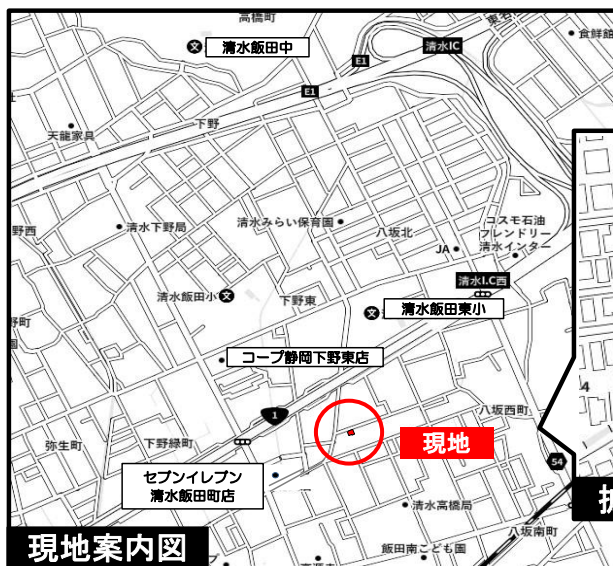 高橋町
清水飯田中
清水IC
食鮮館
E1
E1
天龍家具
下野
野西
清水下野局
清水みらい保育園
八坂北
コスモ石油
フレンドリー
清水インター
JA
清水I.C西
清水飯田小
文
下野東
文
清水飯田東小
文
野町
コープ静岡下野東店
4
1
八坂西町
弥生町
下野緑町
現地
セブンイレブン
清水飯田町店
54
清水高橋局
八坂南町
現地案内図
飯田南こども園